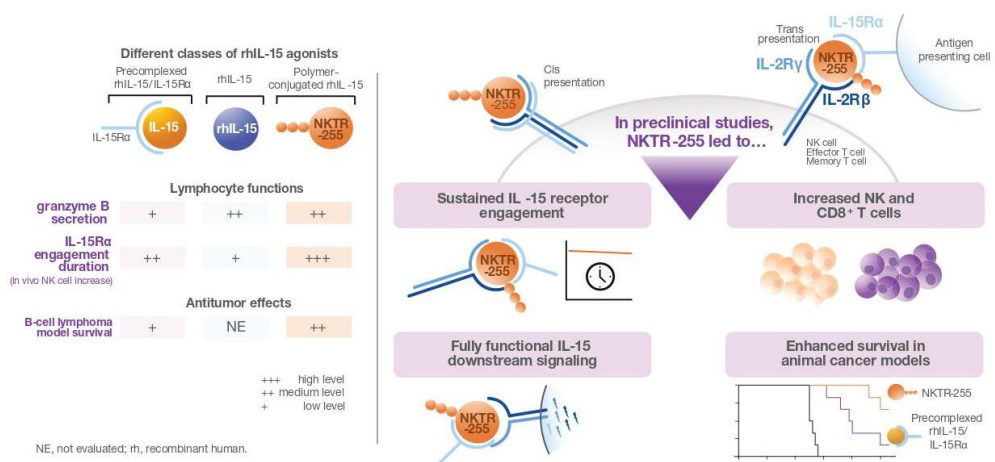 Different classes of rhIL-15 agonists
Precomplexed
rhIL-15/IL-15Rα
rhIL-15
Polymer-
conjugated rhIL -15
IL-15Rα
IL-15
rhIL-15
NKTR
-255
Lymphocyte functions
granzyme B
secretion
+
++
++
IL-15Rα
engagement
duration
(in vivo NK cell increase)
++
+
+++
Antitumor effects
B-cell lymphoma
model survival
+
NE
++
+++ high level
++ medium level
+ low level
NE, not evaluated; rh, recombinant human.
NKTR
-255
Cis
presentation
Trans
presentation
IL-15Rα
IL-2Rγ
NKTR
-255
IL-2Rβ
Antigen
presenting cell
NK cell
Effector T cell
Memory T cell
In preclinical studies,
NKTR -255 led to…
Sustained IL -15 receptor
engagement
NKTR
-255
Increased NK and
CD8+ T cells
Fully functional IL-15
downstream signaling
NKTR
-255
Enhanced survival in
animal cancer models
NKTR-255
Precomplexed
rhIL-15/
IL-15Rα